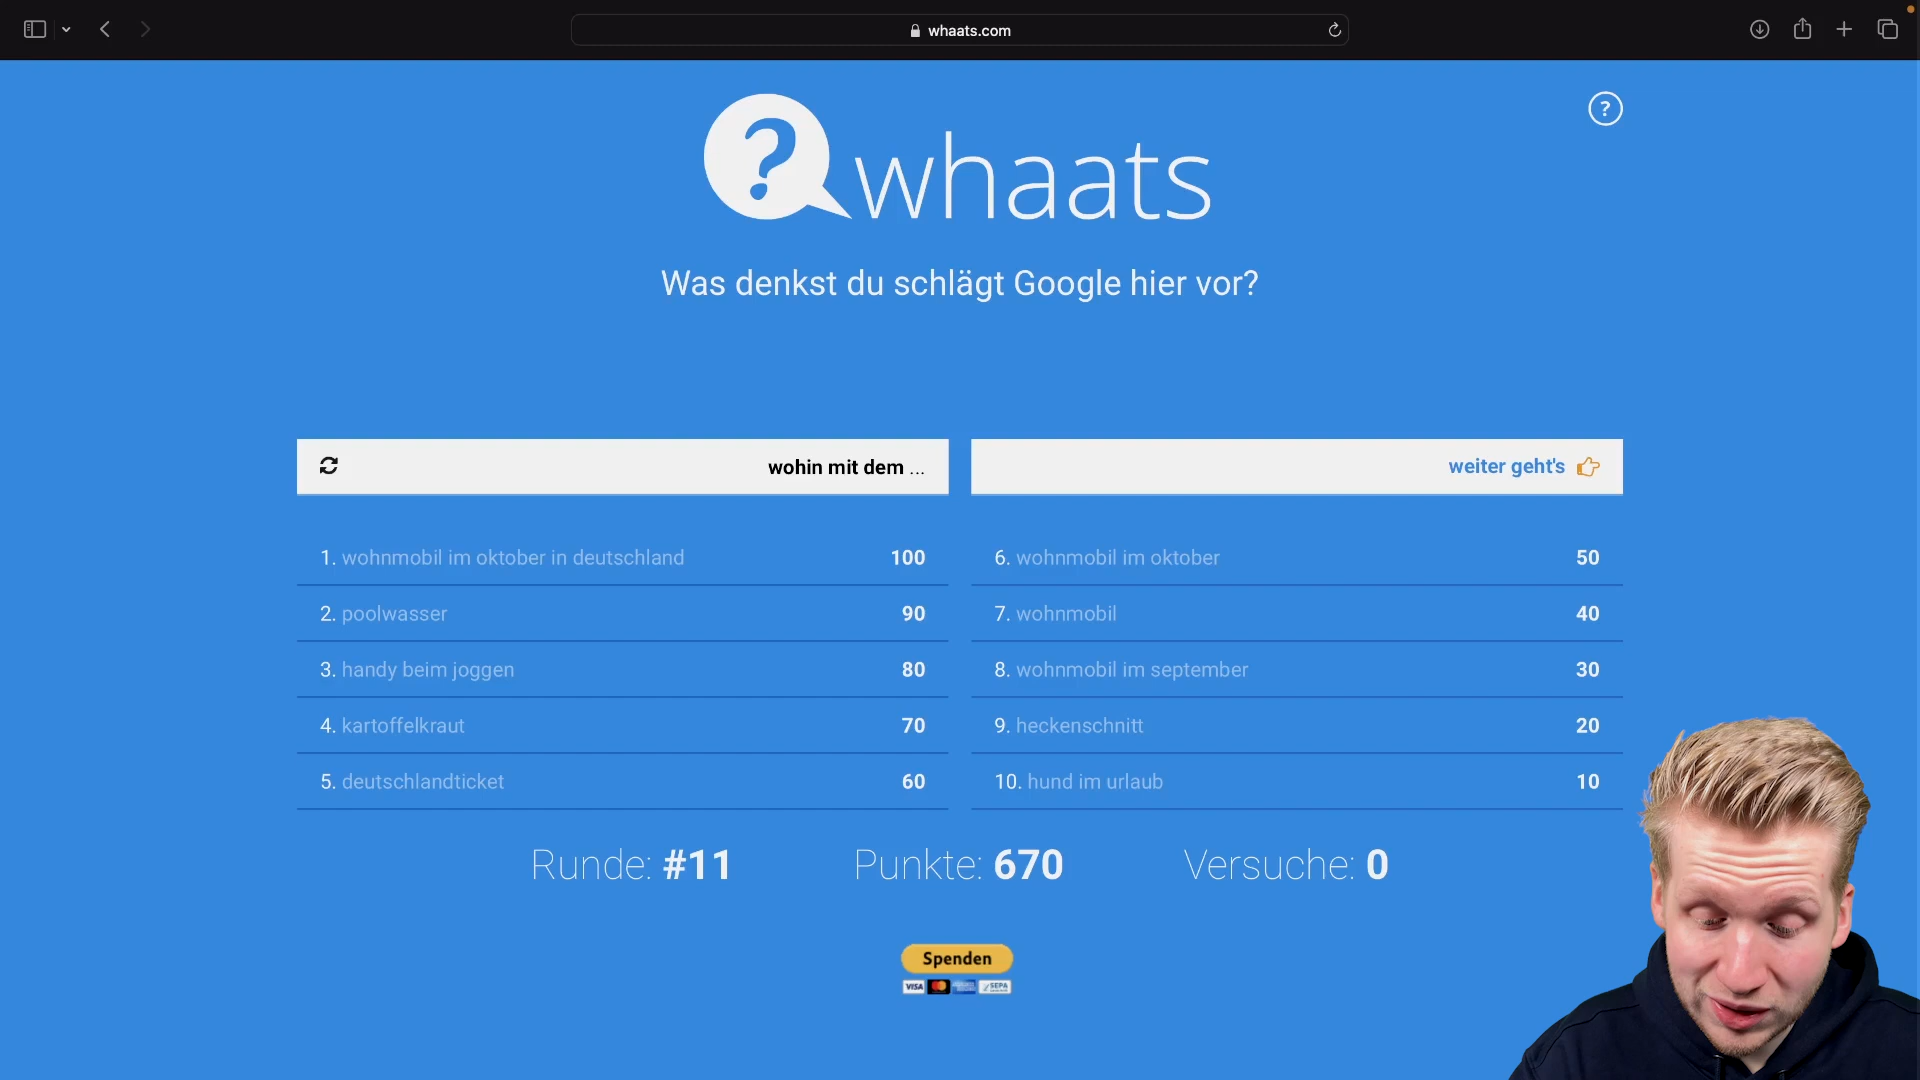 whaats.com
?
? whaats
Was denkst du schlägt Google hier vor?
wohin mit dem ...
weiter geht's
1. wohnmobil im oktober in deutschland 100
2. poolwasser 90
3. handy beim joggen 80
4. kartoffelkraut 70
5. deutschlandticket 60
6. wohnmobil im oktober 50
7. wohnmobil 40
8. wohnmobil im september 30
9. heckenschnitt 20
10. hund im urlaub 10
Runde: #11 Punkte: 670 Versuche: 0
Spenden
VISA SEPA